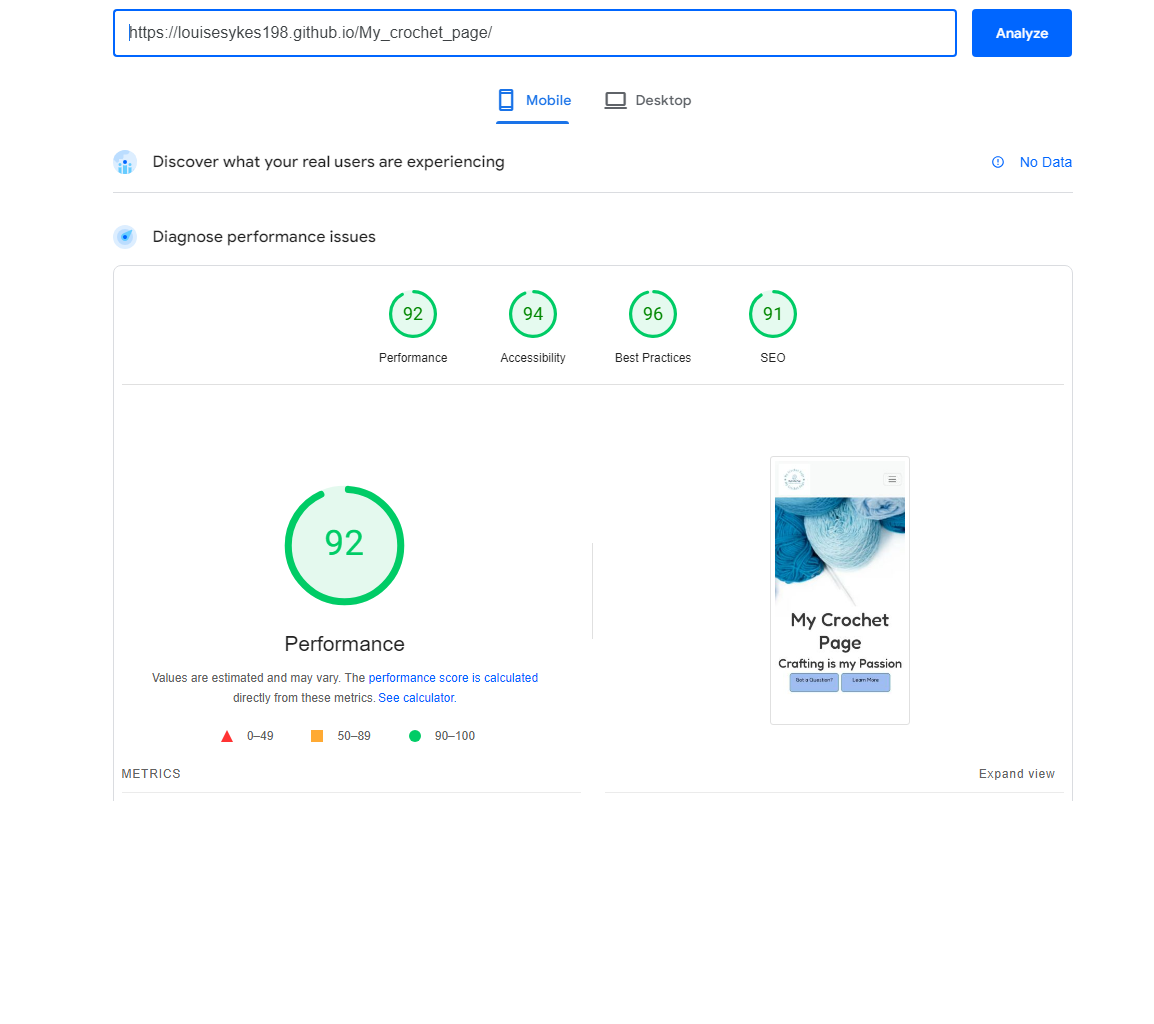 https://louisesykes198.github.io/My_crochet_page/
Analyze
Mobile
Desktop
Discover what your real users are experiencing
No Data
Diagnose performance issues
92
94
96
91
Performance
Accessibility
Best Practices
SEO
92
Performance
Values are estimated and may vary. The performance score is calculated
directly from these metrics. See calculator.
0–49
50–89
90–100
My Crochet
Page
Crafting is my Passion
Got a Question?
Learn More
METRICS
Expand view